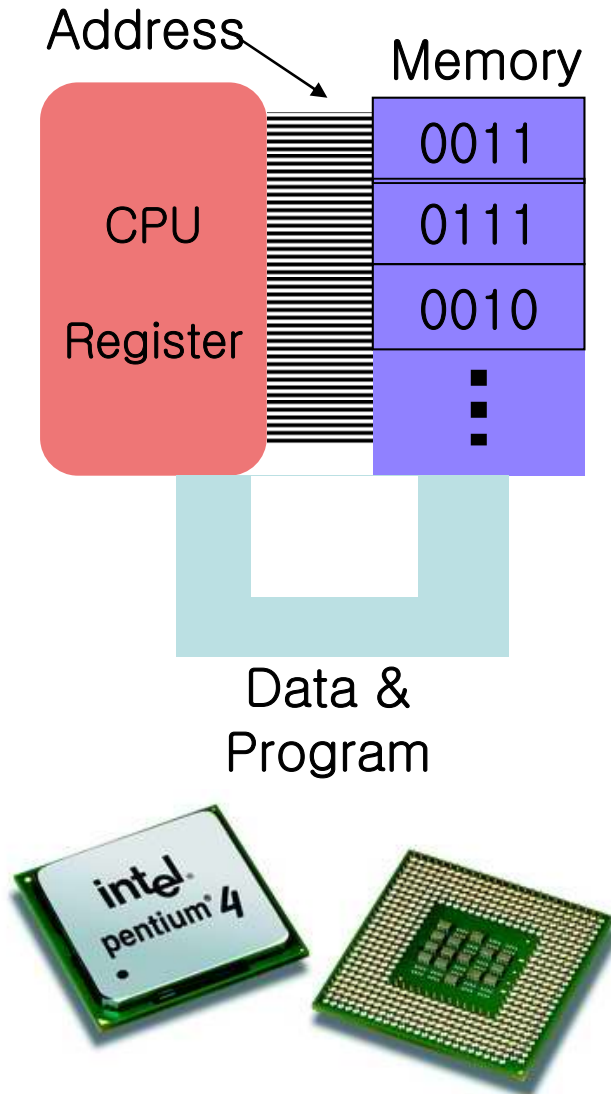 Address
Memory
CPU
Register
0011
0111
0010
Data &
Program
intel.
pentium® 4